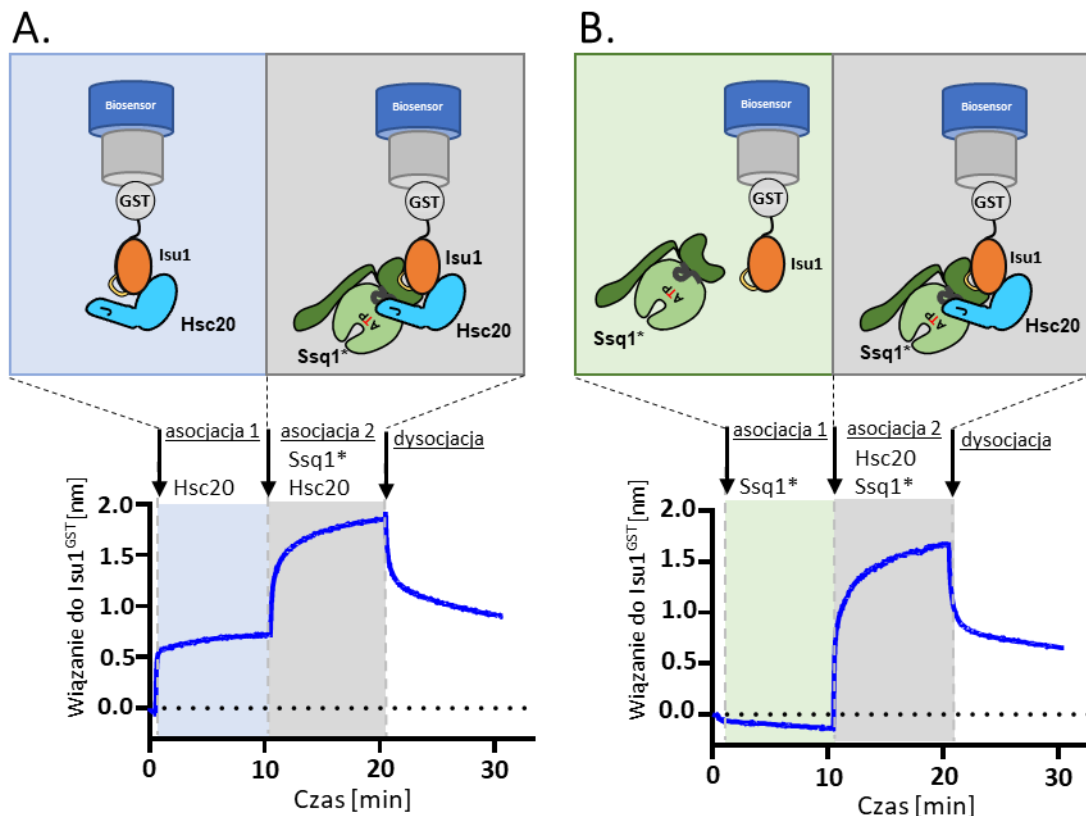 A.
Biosensor
GST
Isu1
J
Hsc20
Biosensor
GST
Isu1
J
ATP
Hsc20
Ssq1*
asocjacja 1
asocjacja 2
dysocjacja
Ssq1*
Hsc20
Hsc20
Wiązanie do Isu1GST [nm]
2.0
1.5
1.0
0.5
0.0
0 10 20 30
Czas [min]
B.
Biosensor
GST
Isu1
ATP
Ssq1*
Biosensor
GST
Isu1
J
ATP
Hsc20
Ssq1*
asocjacja 1
asocjacja 2
dysocjacja
Hsc20
Ssq1*
Ssq1*
Wiązanie do Isu1GST [nm]
2.0
1.5
1.0
0.5
0.0
0 10 20 30
Czas [min]